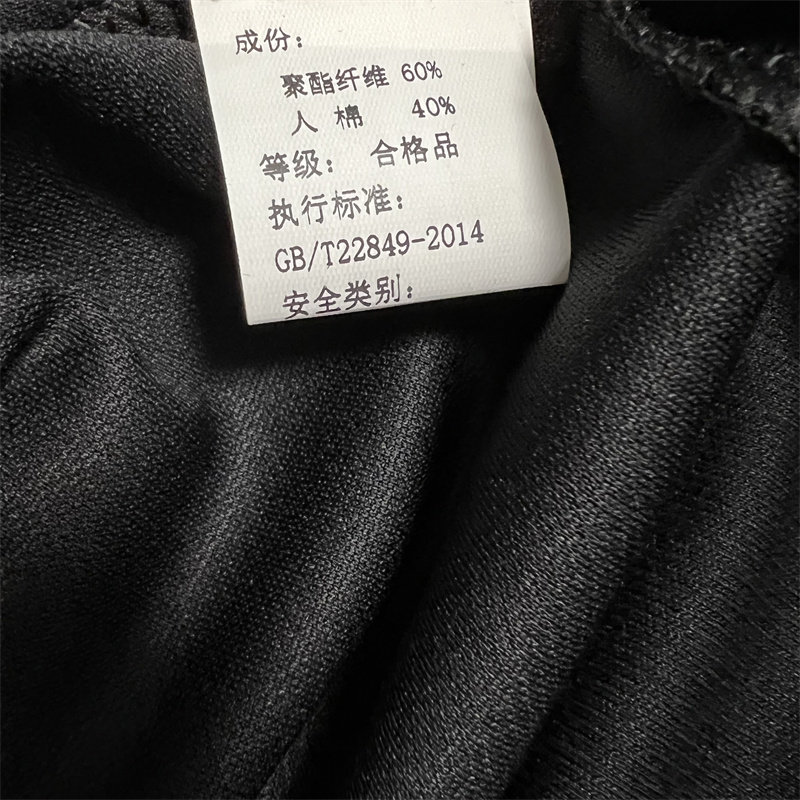 成份：
聚酯纤维 60%
人 棉 40%
等级： 合格品
执行标准：
GB/T22849-2014
安全类别：